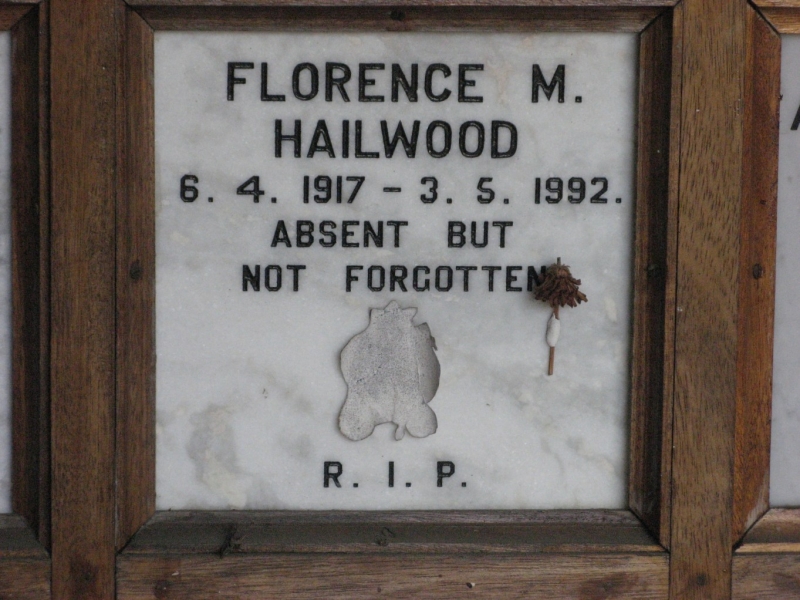 FLORENCE M.
HAILWOOD
6. 4. 1917 - 3. 5. 1992.
ABSENT BUT
NOT FORGOTTEN
R. I. P.